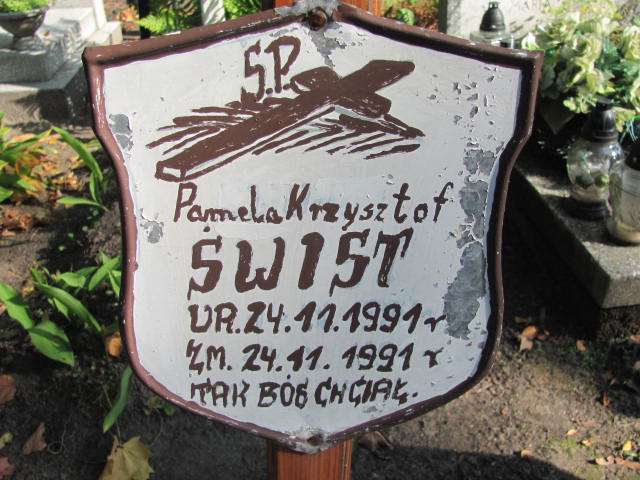 Ś.P.
Pamela Krzysztof
ŚWIST
UR. 24.11.1991 r
ZM. 24.11.1991 r
TAK BÓG CHCIAŁ.